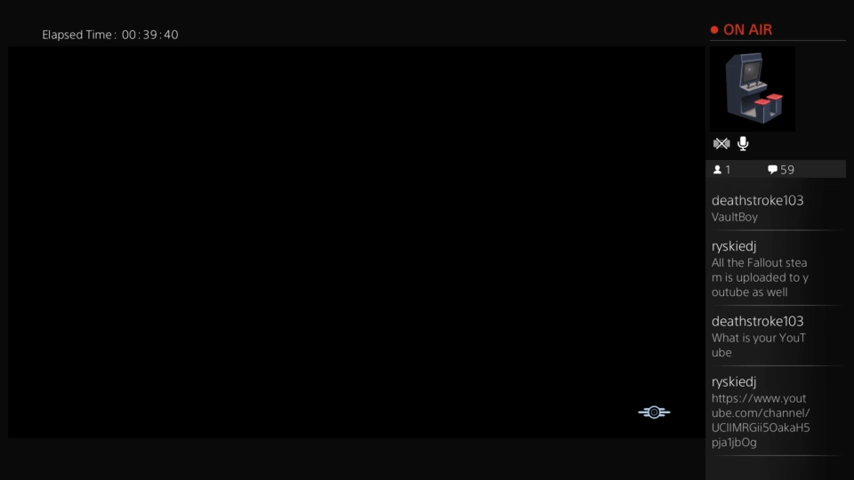 Elapsed Time: 00:39:40
ON AIR
1
59
deathstroke103
VaultBoy
ryskiedj
All the Fallout stea
m is uploaded to y
outube as well
deathstroke103
What is your YouT
ube
ryskiedj
https://www.yout
ube.com/channel/
UCIIMRGii5OakaH5
pja1jbOg